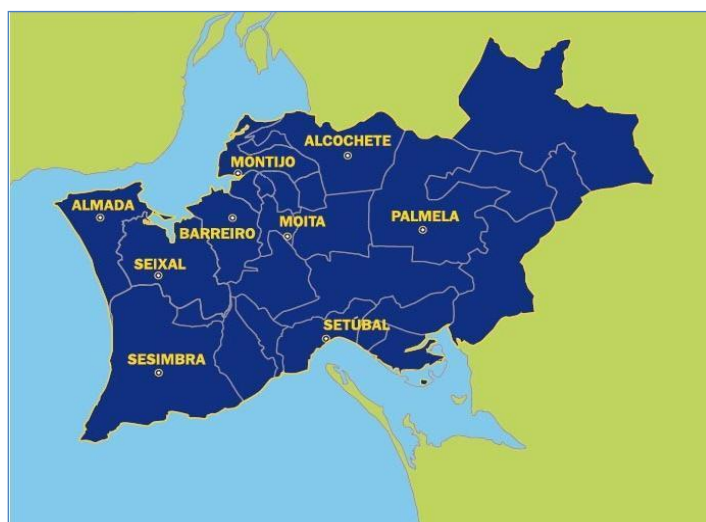 ALCOCHETE
MONTIJO
ALMADA
BARREIRO
MOITA
PALMELA
SEIXAL
SETÚBAL
SESIMBRA